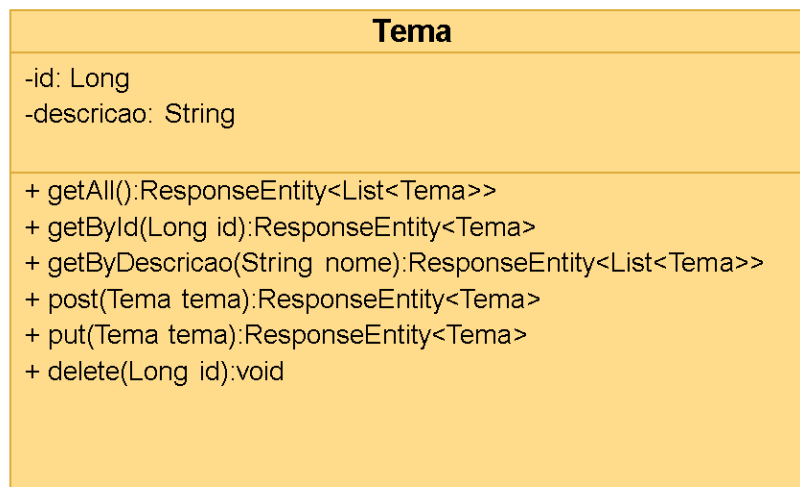 Tema
-id: Long
-descricao: String
+ getAll():ResponseEntity<List<Tema>>
+ getById(Long id):ResponseEntity<Tema>
+ getByDescricao(String nome):ResponseEntity<List<Tema>>
+ post(Tema tema):ResponseEntity<Tema>
+ put(Tema tema):ResponseEntity<Tema>
+ delete(Long id):void